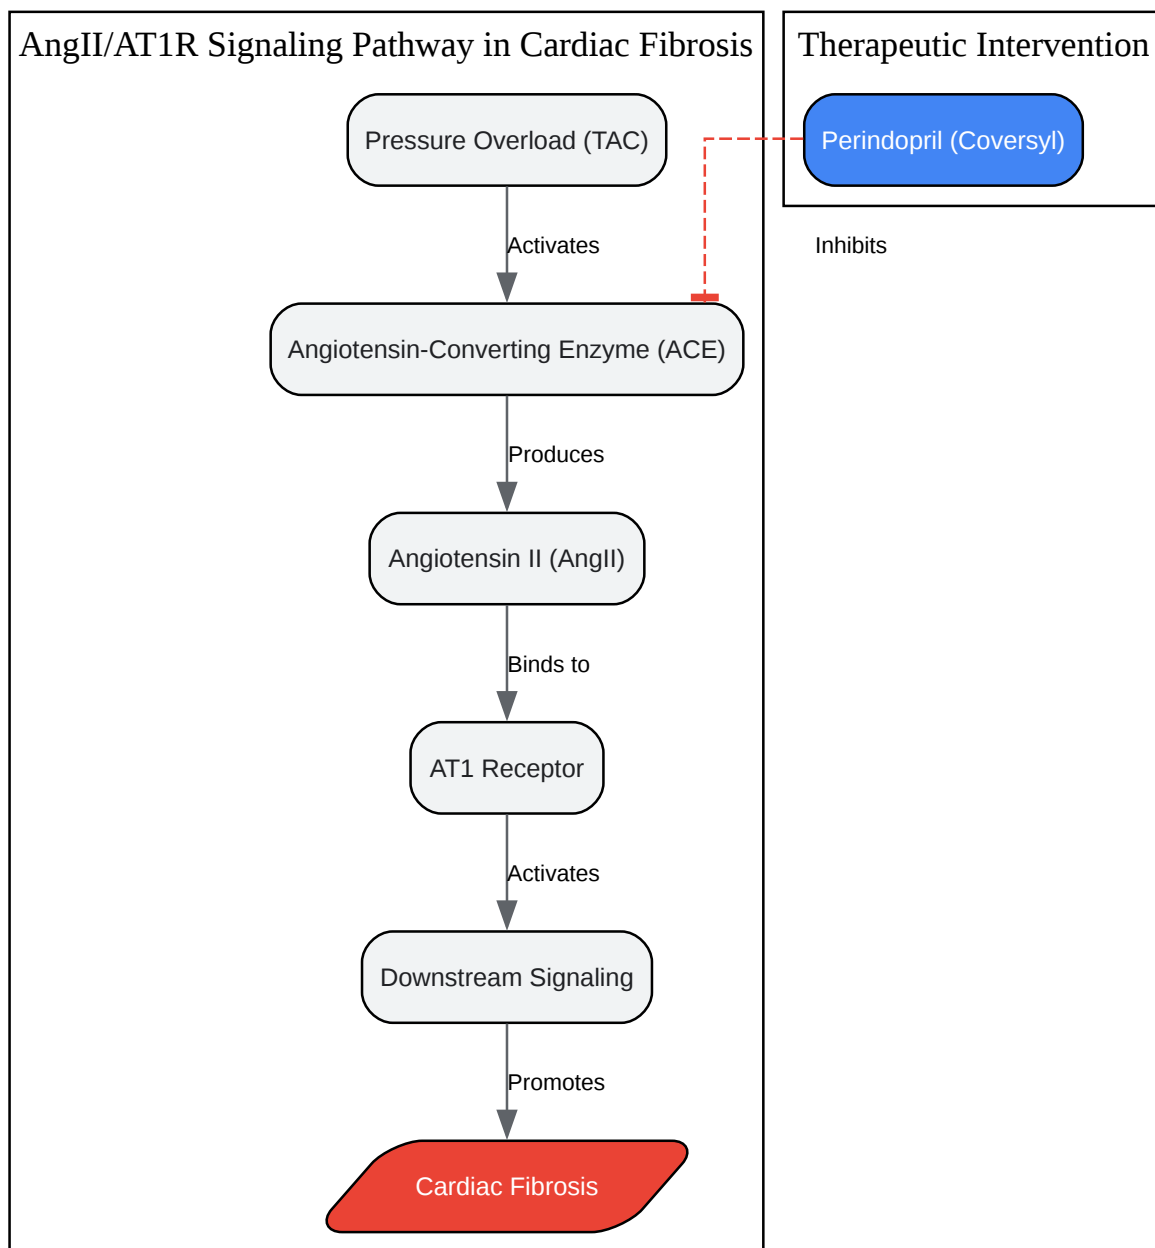 AngII/AT1R Signaling Pathway in Cardiac Fibrosis
Therapeutic Intervention
Pressure Overload (TAC)
Perindopril (Coversyl)
Activates
Inhibits
Angiotensin-Converting Enzyme (ACE)
Produces
Angiotensin II (AngII)
Binds to
AT1 Receptor
Activates
Downstream Signaling
Promotes
Cardiac Fibrosis